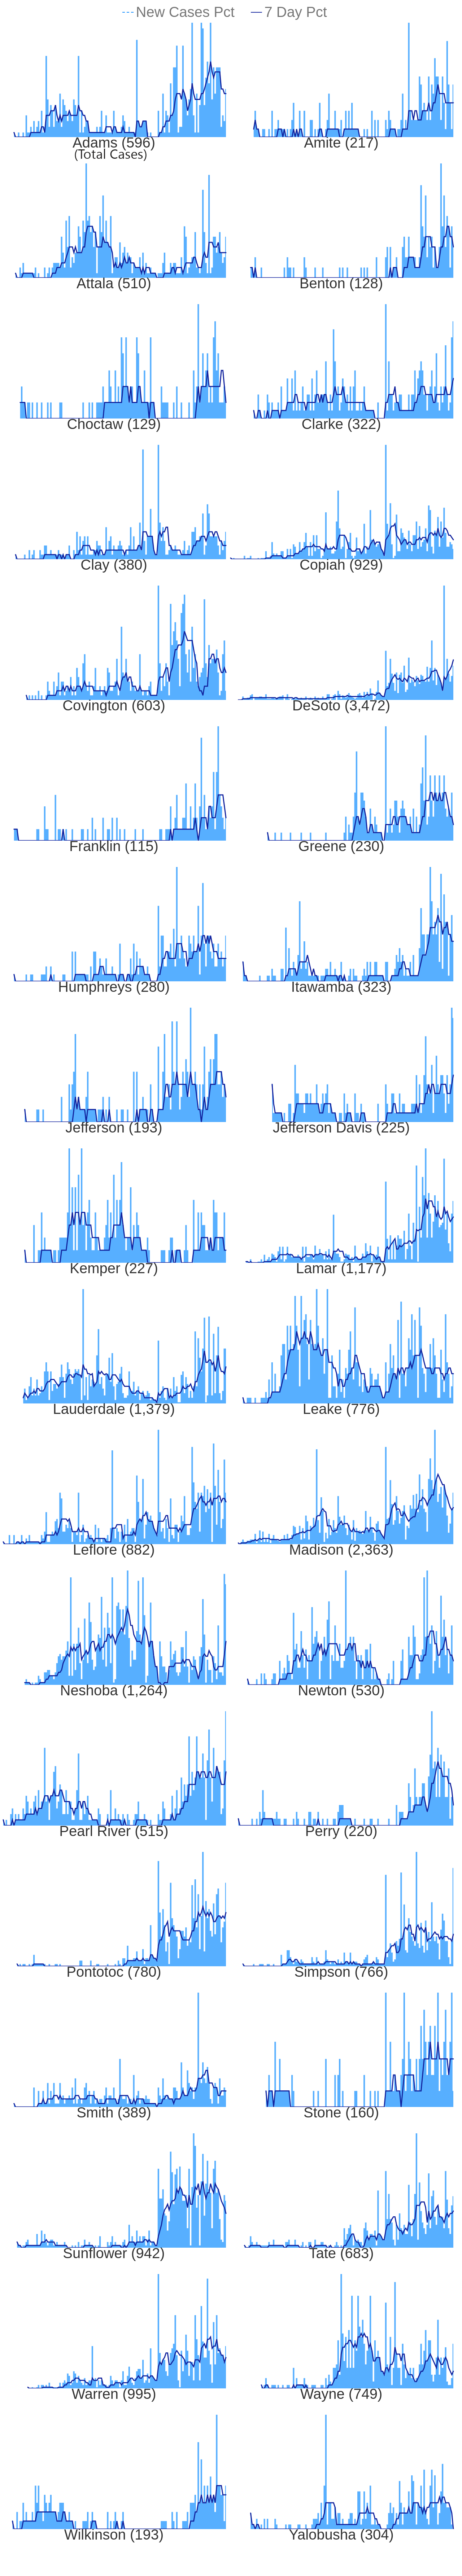 New Cases Pct 7 Day Pct
Adams (596) Amite (217)
(Total Cases)
Attala (510) Benton (128)
Choctaw (129) Clarke (322)
Clay (380) Copiah (929)
Covington (603) DeSoto (3,472)
Franklin (115) Greene (230)
Humphreys (280) Itawamba (323)
Jefferson (193) Jefferson Davis (225)
Kemper (227) Lamar (1,177)
Lauderdale (1,379) Leake (776)
Leflore (882) Madison (2,363)
Neshoba (1,264) Newton (530)
Pearl River (515) Perry (220)
Pontotoc (780) Simpson (766)
Smith (389) Stone (160)
Sunflower (942) Tate (683)
Warren (995) Wayne (749)
Wilkinson (193) Yalobusha (304)